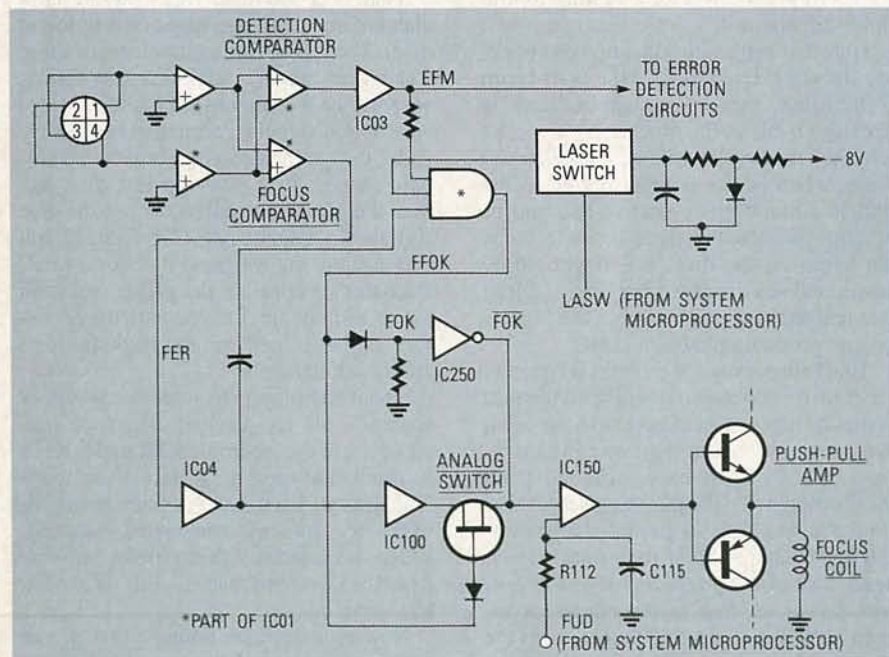 DETECTION
COMPARATOR
2 1
3 4
-
+
*
+
-
*
-
+
*
+
-
*
IC03
EFM
TO ERROR
DETECTION
CIRCUITS
LASER
SWITCH
8V
FOCUS
COMPARATOR
*
FFOK
LASW (FROM SYSTEM
MICROPROCESSOR)
FER
FOK
FOK
IC250
IC04
ANALOG
SWITCH
IC150
PUSH-PULL
AMP
IC100
R112
C115
FOCUS
COIL
*PART OF IC01
FUD
(FROM SYSTEM MICROPROCESSOR)